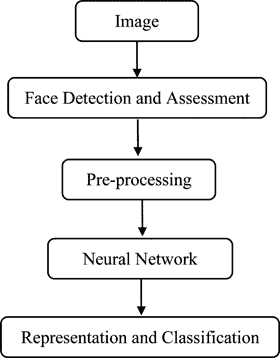 Image
Face Detection and Assessment
Pre-processing
Neural Network
Representation and Classification